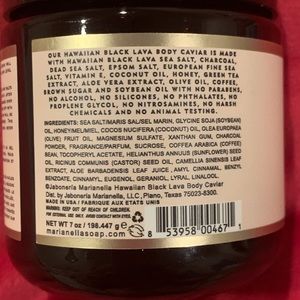 OUR HAWAIIAN BLACK LAVA BODY CAVIAR IS MADE
WITH HAWAIIAN BLACK LAVA SEA SALT, CHARCOAL,
DEAD SEA SALT, EPSOM SALT, EUROPEAN FINE SEA
SALT, VITAMIN E, COCONUT OIL, HONEY, GREEN TEA
EXTRACT, ALOE VERA EXTRACT, OLIVE OIL, COFFEE,
BROWN SUGAR AND SOYBEAN OIL WITH NO PARABENS,
NO ALCOHOL, NO SILICONES, NO PHTHALATES, NO
PROPLENE GLYCOL, NO NITROSAMINES, NO HARSH
CHEMICALS AND NO ANIMAL TESTING.
INGREDIENTS: SEA SALT/MARIS SAL/SEL MARIN, GLYCINE SOJA (SOYBEAN)
OIL, HONEY/MEL/MIEL, COCOS NUCIFERA (COCONUT) OIL, OLEA EUROPAEA
(OLIVE) FRUIT OIL, MAGNESIUM SULFATE, XANTHAN GUM, CHARCOAL
POWDER, FRAGRANCE/PARFUM, SUCROSE, COFFEA ARABICA (COFFEE)
BEAN, TOCOPHERYL ACETATE, HELIANTHUS ANNUUS (SUNFLOWER) SEED
OIL, RICINUS COMMUNIS (CASTOR) SEED OIL, CAMELLIA SINENSIS LEAF
EXTRACT, ALOE BARBADENSIS LEAF JUICE, AMYL CINNAMAL, BENZYL
BENZOATE, CINNAMYL, EUGENOL, GERANIOL, LYRAL, LINALOOL.
©Jabonería Marianella Hawaiian Black Lava Body Caviar
Dist. by Jabonería Marianella, LLC, Plano, Texas 75023-8300.
MADE IN USA / FABRIQUE AUX ETATS UNIS
WARNING: KEEP OUT OF REACH OF CHILDREN.
FOR EXTERNAL USE ONLY. AVOID CONTACT WITH EYES.
NET WT 7oz / 198.447 g
marianellasoap.com
8 53958 00467 1